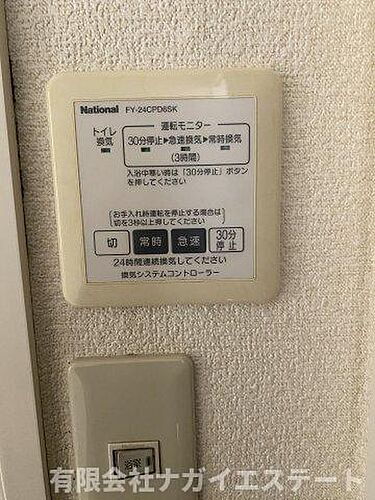 National FY-24CPD8SK
運転モニター
トイレ
換気
30分停止▶急速換気▶常時換気
(3時間)
入浴中寒い時は「30分停止」ボタン
を押してください
お手入れ時運転を停止する場合は
切を3秒以上押してください
切 常時 急速 30分
停止
24時間連続換気してください
換気システムコントローラー
浴室
有限会社ナガイエステート